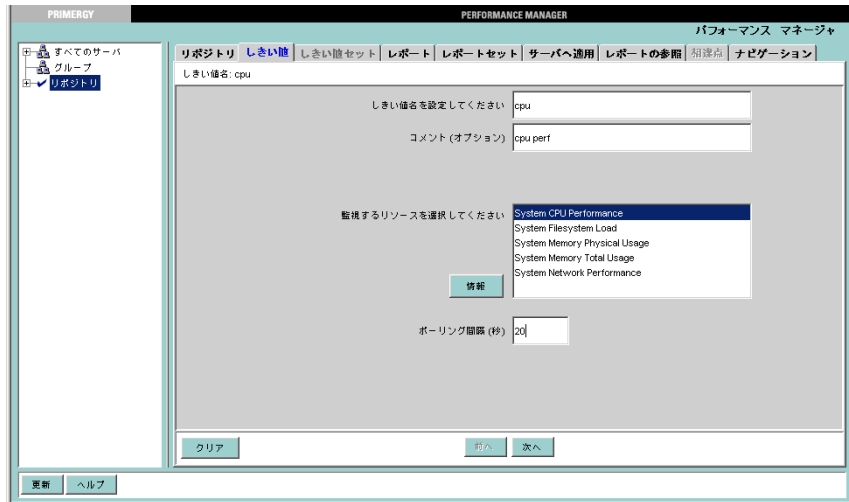 PRIMERGY
PERFORMANCE MANAGER
パフォーマンス マネージャ
すべてのサーバ
グループ
リポジトリ
リポジトリ しきい値 しきい値セット レポート レポートセット サーバへ適用 レポートの参照 相違点 ナビゲーション
しきい値名: cpu
しきい値名を設定してください cpu
コメント (オプション) cpu perf
監視するリソースを選択してください System CPU Performance
System Filesystem Load
System Memory Physical Usage
System Memory Total Usage
System Network Performance
情報
ポーリング間隔 (秒) 20
クリア 前へ 次へ
更新 ヘルプ